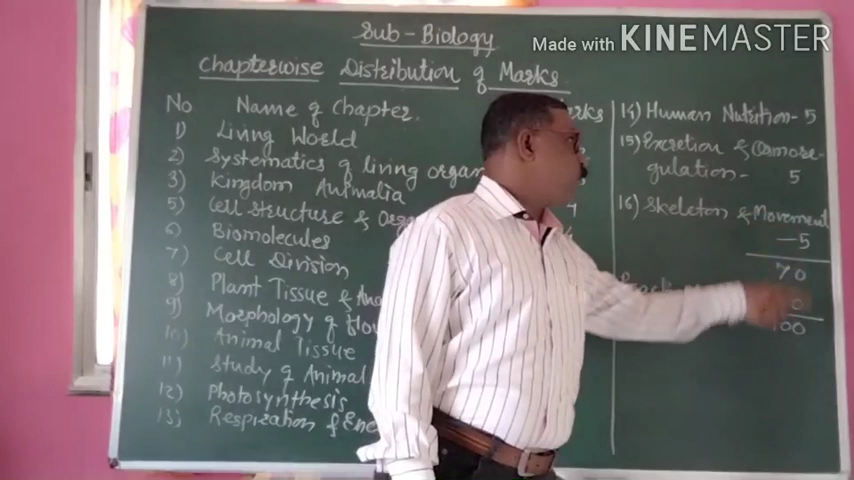 Sub - Biology
Made with KINEMASTER
Chapterwise Distribution of Marks
No Name of Chapter.
1) Living World
2) Systematics of living
3) Kingdom Animalia
5) Cell structure &
6) Biomolecules
7) Cell Division
8) Plant Tissue &
9) Morphology of
10) Animal Tissue
11) Study of Animal
12) Photosynthesis
13) Respiration &
4
14) Human Nutrition - 5
15) Excretion & Osmore-
gulation - 5
16) Skeleton & Movement
- 5
70
100